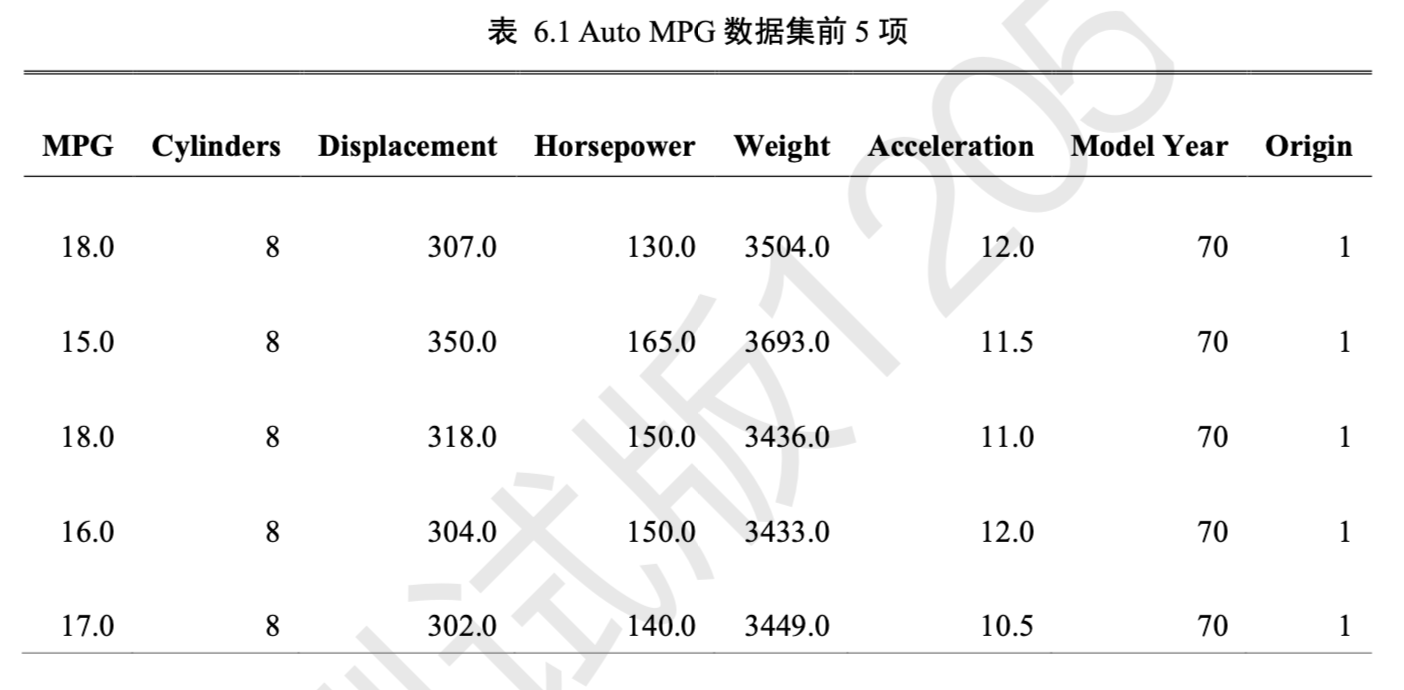 表 6.1 Auto MPG 数据集前 5 项
MPG Cylinders Displacement Horsepower Weight Acceleration Model Year Origin
18.0 8 307.0 130.0 3504.0 12.0 70 1
15.0 8 350.0 165.0 3693.0 11.5 70 1
18.0 8 318.0 150.0 3436.0 11.0 70 1
16.0 8 304.0 150.0 3433.0 12.0 70 1
17.0 8 302.0 140.0 3449.0 10.5 70 1
试版1205